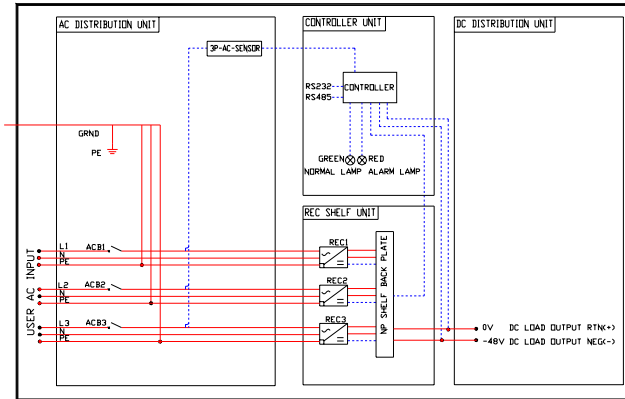 AC DISTRIBUTION UNIT
CONTROLLER UNIT
DC DISTRIBUTION UNIT
3P-AC-SENSOR
RS232
RS485
CONTROLLER
GRND
PE
GREEN
RED
NORMAL LAMP
ALARM LAMP
REC SHELF UNIT
USER AC INPUT
L1
N
PE
ACB1
REC1
L2
N
PE
ACB2
REC2
L3
N
PE
ACB3
REC3
NP SHELF BACK PLATE
0V DC LOAD OUTPUT RTN(+)
-48V DC LOAD OUTPUT NEG(-)